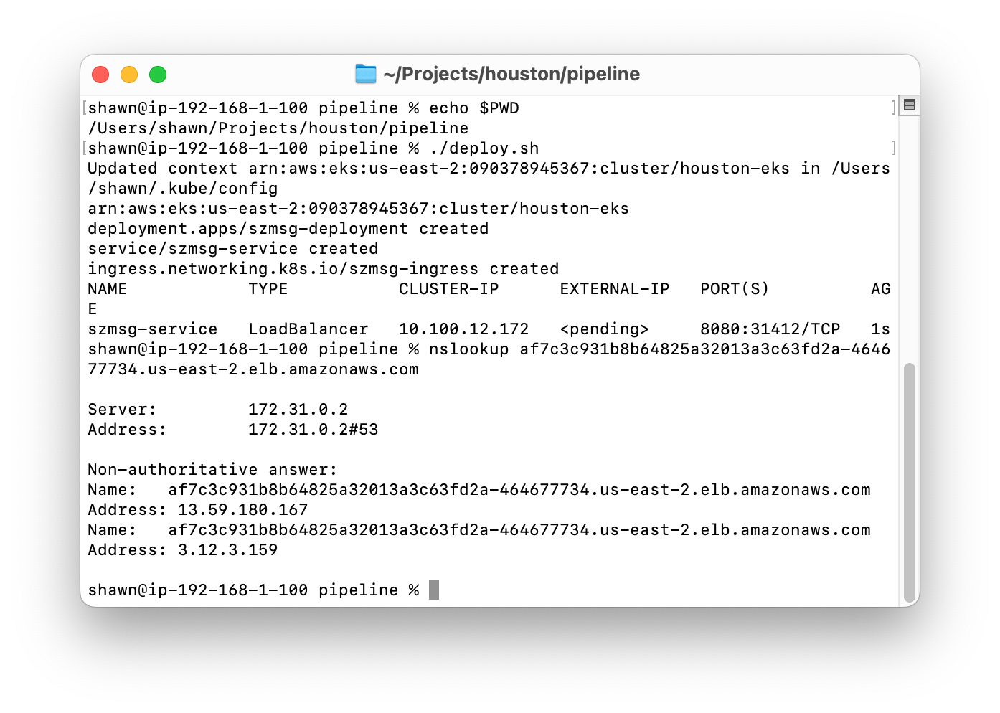 ~/Projects/houston/pipeline
[shawn@ip-192-168-1-100 pipeline % echo $PWD ]
/Users/shawn/Projects/houston/pipeline
[shawn@ip-192-168-1-100 pipeline % ./deploy.sh ]
Updated context arn:aws:eks:us-east-2:090378945367:cluster/houston-eks in /Users
/shawn/.kube/config
arn:aws:eks:us-east-2:090378945367:cluster/houston-eks
deployment.apps/szmsg-deployment created
service/szmsg-service created
ingress.networking.k8s.io/szmsg-ingress created
NAME            TYPE           CLUSTER-IP      EXTERNAL-IP   PORT(S)          AG
E
szmsg-service   LoadBalancer   10.100.12.172   <pending>     8080:31412/TCP   1s
shawn@ip-192-168-1-100 pipeline % nslookup af7c3c931b8b64825a32013a3c63fd2a-4646
77734.us-east-2.elb.amazonaws.com
Server:         172.31.0.2
Address:        172.31.0.2#53
Non-authoritative answer:
Name:   af7c3c931b8b64825a32013a3c63fd2a-464677734.us-east-2.elb.amazonaws.com
Address: 13.59.180.167
Name:   af7c3c931b8b64825a32013a3c63fd2a-464677734.us-east-2.elb.amazonaws.com
Address: 3.12.3.159
shawn@ip-192-168-1-100 pipeline %